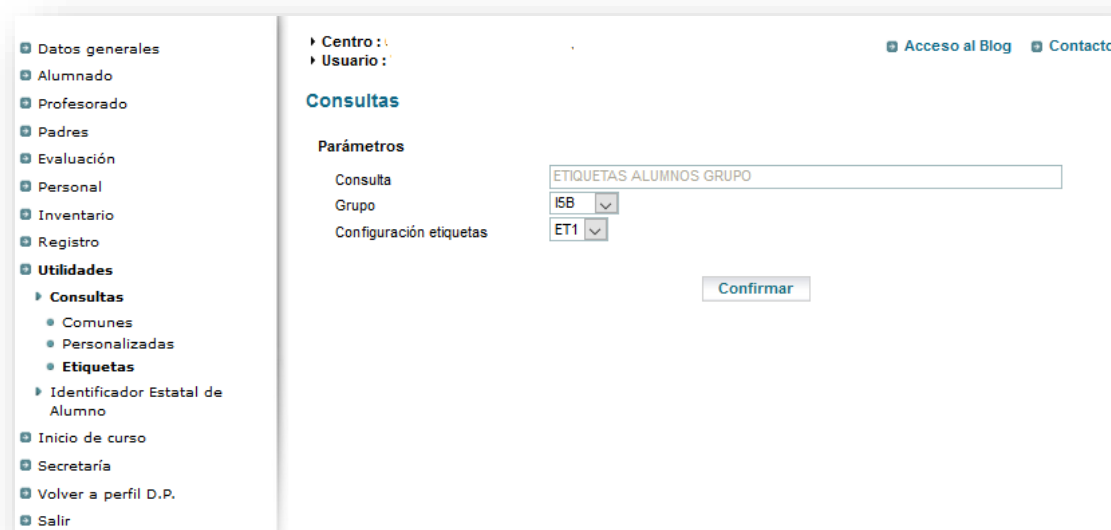 Datos generales
Alumnado
Profesorado
Padres
Evaluación
Personal
Inventario
Registro
Utilidades
Consultas
Comunes
Personalizadas
Etiquetas
Identificador Estatal de
Alumno
Inicio de curso
Secretaría
Volver a perfil D.P.
Salir
Centro :
Usuario :
Acceso al Blog Contacto
Consultas
Parámetros
Consulta ETIQUETAS ALUMNOS GRUPO
Grupo I5B
Configuración etiquetas ET1
Confirmar